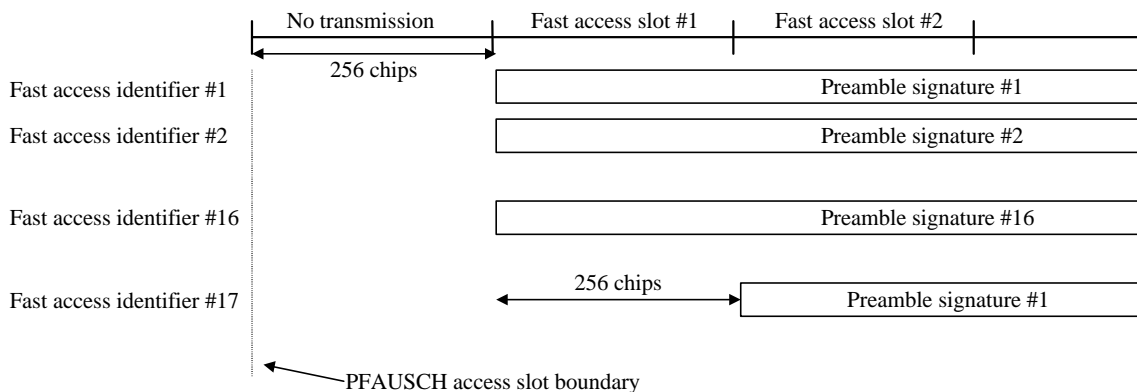 No transmission
Fast access slot #1
Fast access slot #2
256 chips
Fast access identifier #1
Preamble signature #1
Fast access identifier #2
Preamble signature #2
Fast access identifier #16
Preamble signature #16
256 chips
Fast access identifier #17
Preamble signature #1
PFAUSCH access slot boundary